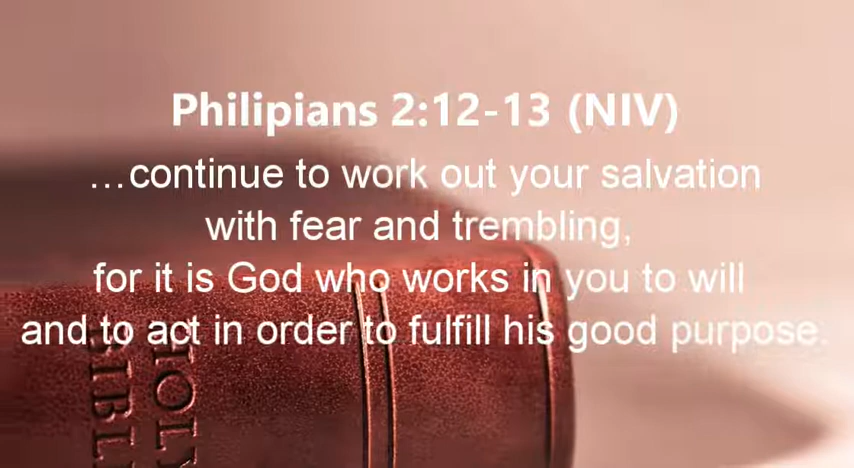 Philipians 2:12-13 (NIV)
…continue to work out your salvation
with fear and trembling,
for it is God who works in you to will
and to act in order to fulfill his good purpose.
HOLY
BIBL